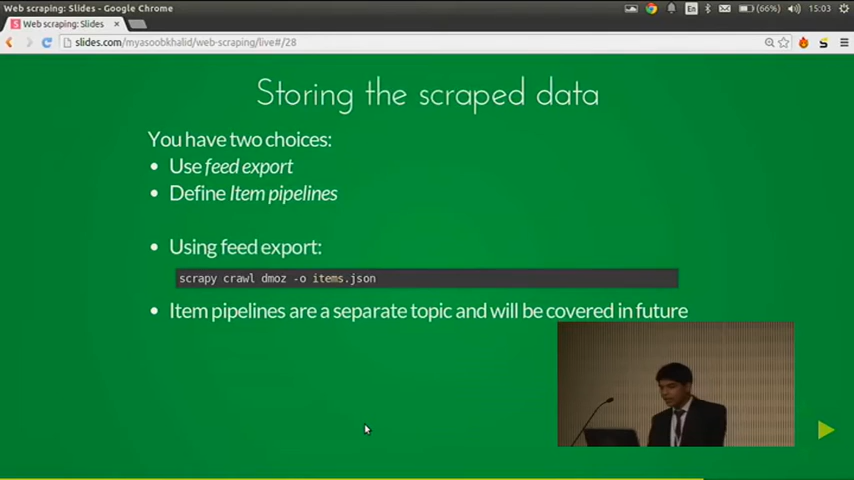 Web scraping: Slides - Google Chrome
En
(66%)
15:03
Web scraping: Slides
slides.com/myasoobkhalid/web-scraping/live#/28
Storing the scraped data
You have two choices:
• Use feed export
• Define Item pipelines
• Using feed export:
scrapy crawl dmoz -o items.json
• Item pipelines are a separate topic and will be covered in future